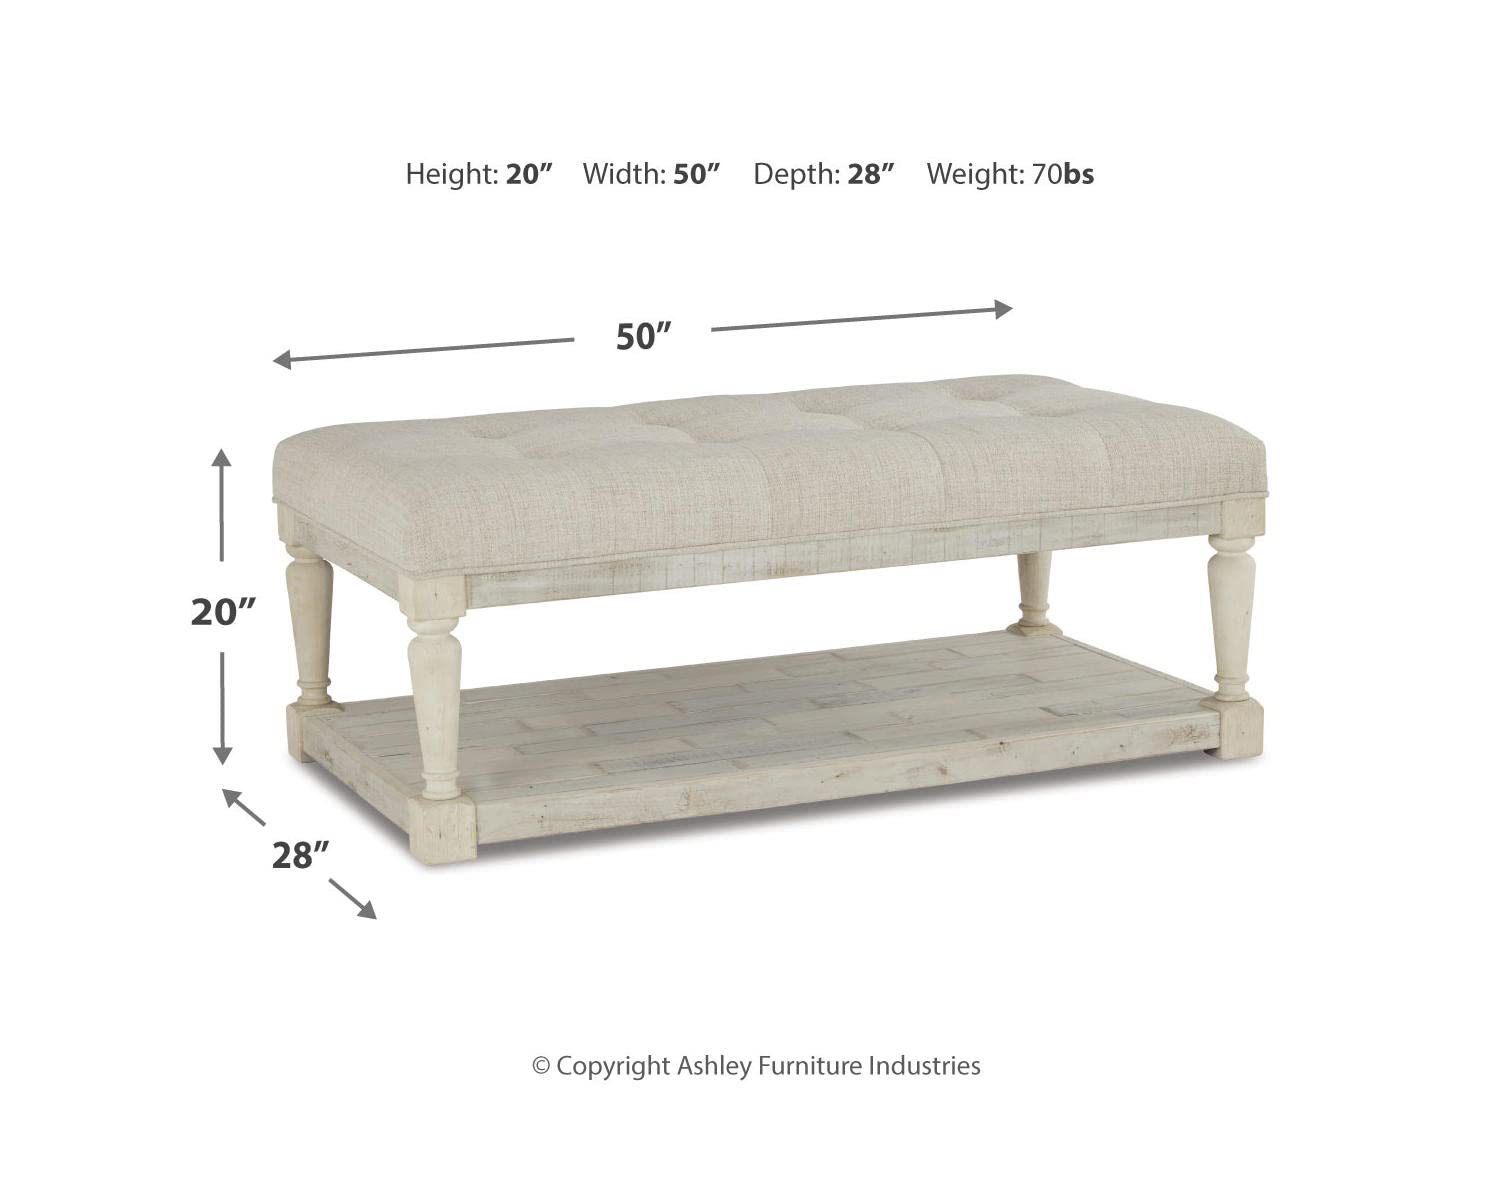 Height: 20” Width: 50” Depth: 28” Weight: 70bs
50”
20”
28”
© Copyright Ashley Furniture Industries